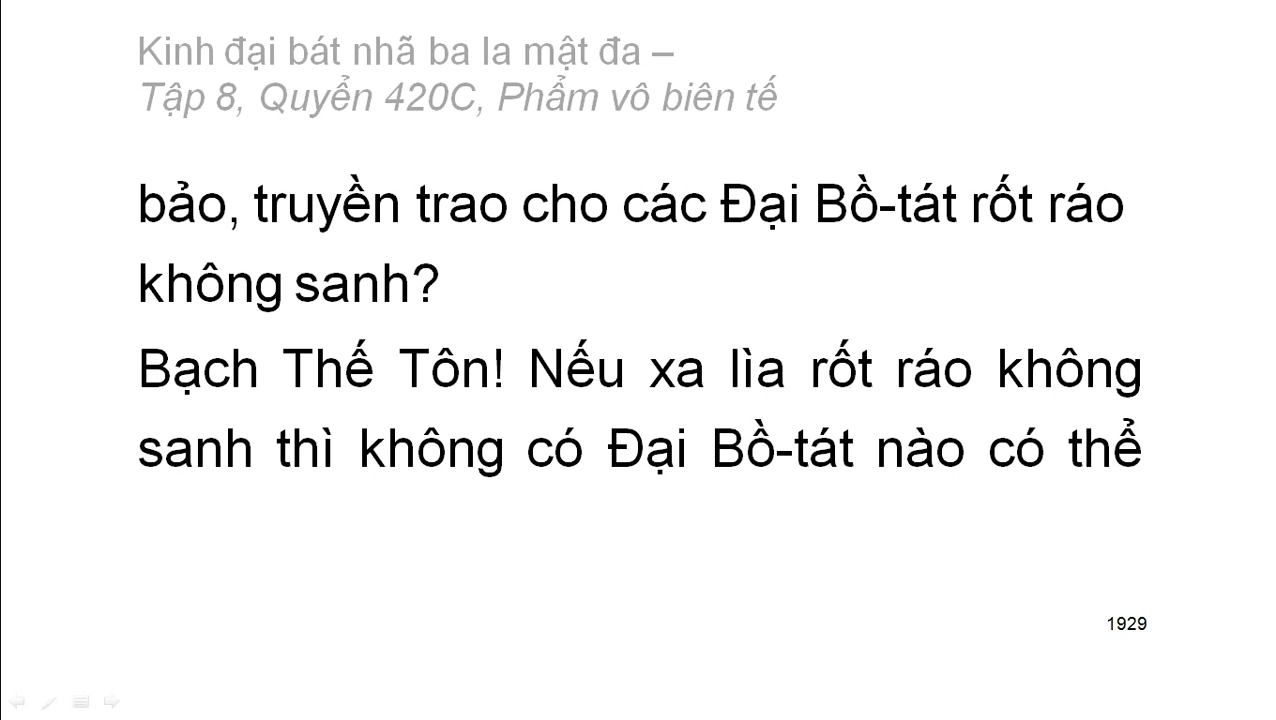 Kinh đại bát nhã ba la mật đa –
Tập 8, Quyển 420C, Phẩm vô biên tế
bảo, truyền trao cho các Đại Bồ-tát rốt ráo
không sanh?
Bạch Thế Tôn! Nếu xa lìa rốt ráo không
sanh thì không có Đại Bồ-tát nào có thể
1929